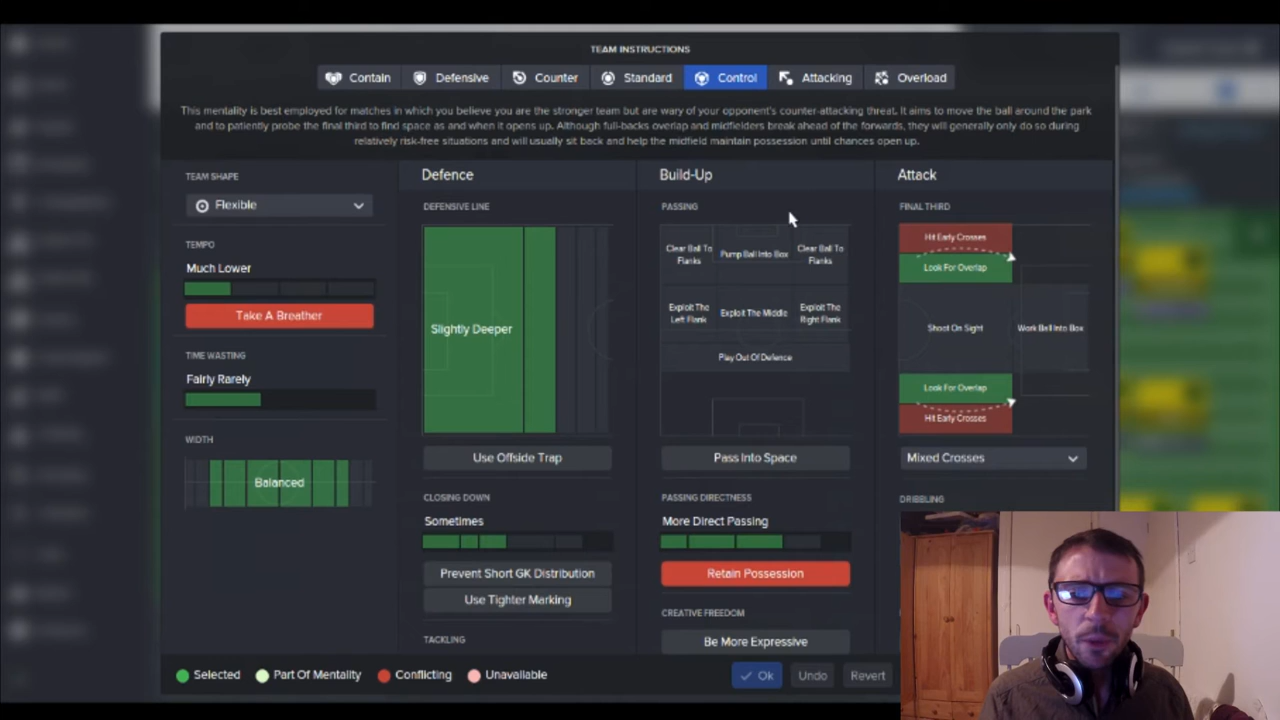 TEAM INSTRUCTIONS
Contain
Defensive
Counter
Standard
Control
Attacking
Overload
This mentality is best employed for matches in which you believe you are the stronger team but are wary of your opponent's counter-attacking threat. It aims to move the ball around the park
and to patiently probe the final third to find space as and when it opens up. Although full-backs overlap and midfielders break ahead of the forwards, they will generally only do so during
relatively risk-free situations and will usually sit back and help the midfield maintain possession until chances open up.
TEAM SHAPE
Flexible
TEMPO
Much Lower
Take A Breather
TIME WASTING
Fairly Rarely
WIDTH
Balanced
Defence
DEFENSIVE LINE
Slightly Deeper
Use Offside Trap
CLOSING DOWN
Sometimes
Prevent Short GK Distribution
Use Tighter Marking
TACKLING
Build-Up
PASSING
Clear Ball To
Flanks
Pump Ball Into Box
Clear Ball To
Flanks
Exploit The
Left Flank
Exploit The Middle
Exploit The
Right Flank
Play Out Of Defence
Pass Into Space
PASSING DIRECTNESS
More Direct Passing
Retain Possession
CREATIVE FREEDOM
Be More Expressive
Attack
FINAL THIRD
Hit Early Crosses
Look For Overlap
Shoot On Sight
Work Ball Into Box
Look For Overlap
Hit Early Crosses
Mixed Crosses
DRIBBLING
Selected
Part Of Mentality
Conflicting
Unavailable
Ok
Undo
Revert